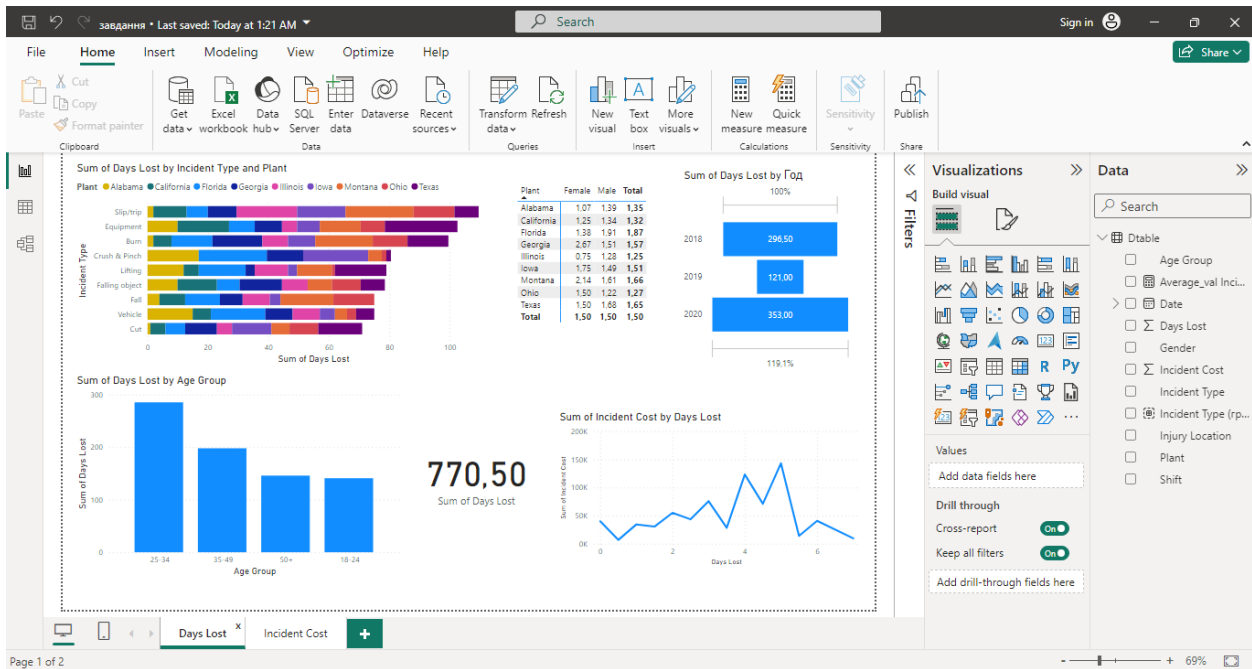 завдання • Last saved: Today at 1:21 AM
Search
Sign in
File Home Insert Modeling View Optimize Help
Share
Paste
Cut
Copy
Format painter
Clipboard
Get data
Excel workbook
Data hub
SQL Server
Enter data
Dataverse
Recent sources
Data
Transform data
Refresh
Queries
New visual
Text box
More visuals
Insert
New measure
Quick measure
Calculations
Sensitivity
Sensitivity
Publish
Share
Sum of Days Lost by Incident Type and Plant
Plant Alabama California Florida Georgia Illinois Iowa Montana Ohio Texas
Incident Type
Slip/trip
Equipment
Burn
Crush & Pinch
Lifting
Falling object
Fall
Vehicle
Cut
0 20 40 60 80 100
Sum of Days Lost
Plant Female Male Total
Alabama 1,07 1,39 1,35
California 1,25 1,34 1,32
Florida 1,38 1,91 1,87
Georgia 2,67 1,51 1,57
Illinois 0,75 1,28 1,25
Iowa 1,75 1,49 1,51
Montana 2,14 1,61 1,66
Ohio 1,50 1,22 1,27
Texas 1,50 1,68 1,65
Total 1,50 1,50 1,50
Sum of Days Lost by Год
100%
2018 296,50
2019 121,00
2020 353,00
119,1%
Sum of Days Lost by Age Group
Sum of Days Lost
300
200
100
0
25-34 35-49 50+ 18-24
Age Group
770,50
Sum of Days Lost
Sum of Incident Cost by Days Lost
Sum of Incident Cost
200K
150K
100K
50K
0K
0 2 4 6
Days Lost
Filters
Visualizations
Build visual
R Py
123
Values
Add data fields here
Drill through
Cross-report On
Keep all filters On
Add drill-through fields here
Data
Search
Dtable
Age Group
Average_val Inci...
Date
Days Lost
Gender
Incident Cost
Incident Type
Incident Type (гр...
Injury Location
Plant
Shift
Days Lost x
Incident Cost
+
Page 1 of 2
- + 69%